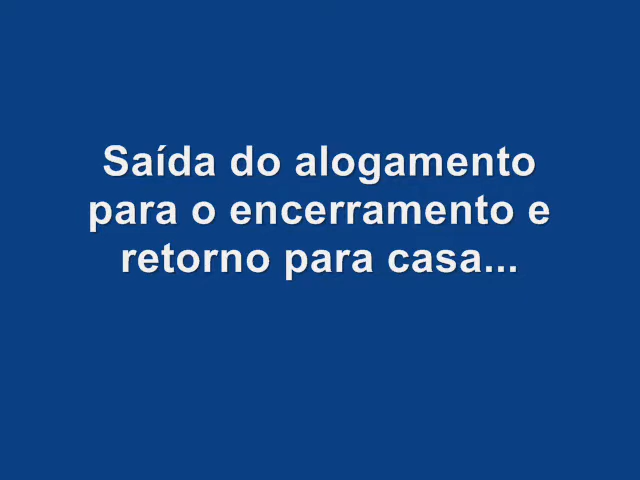 Saída do alogamento
para o encerramento e
retorno para casa...